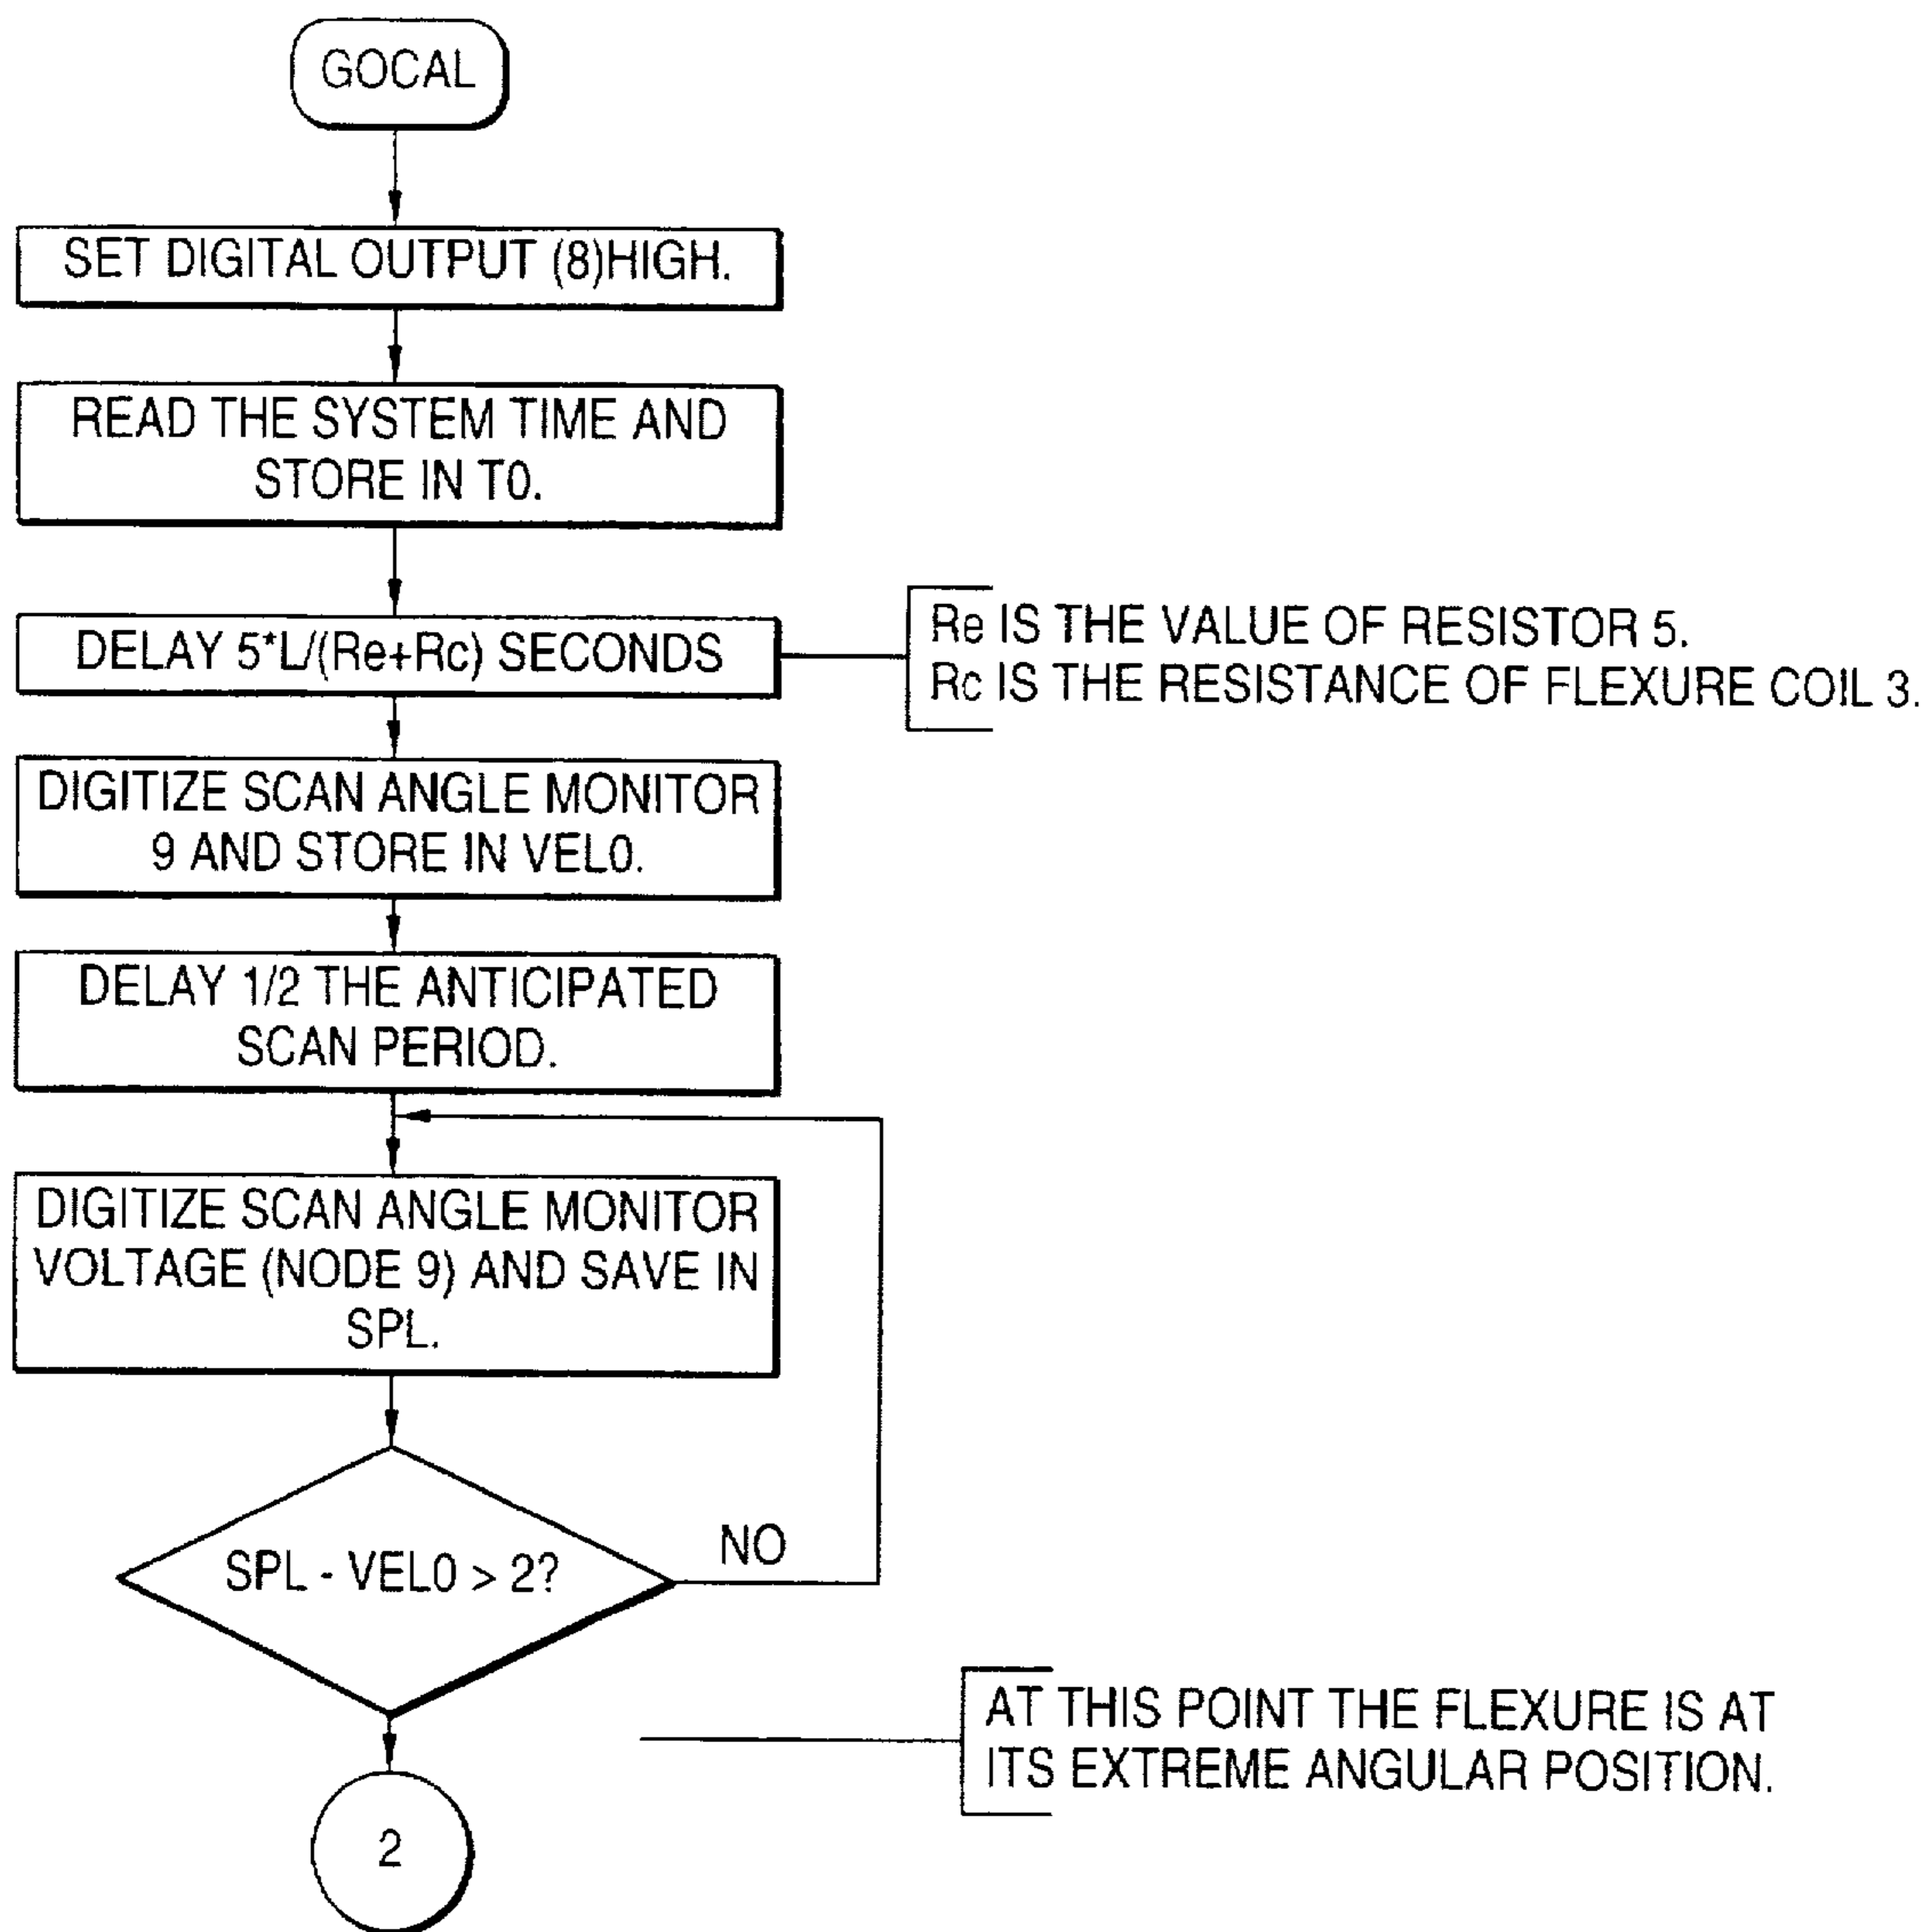 GOCAL
SET DIGITAL OUTPUT (8)HIGH.
READ THE SYSTEM TIME AND
STORE IN T0.
DELAY 5*L/(Re+Rc) SECONDS
Re IS THE VALUE OF RESISTOR 5.
Rc IS THE RESISTANCE OF FLEXURE COIL 3.
DIGITIZE SCAN ANGLE MONITOR
9 AND STORE IN VEL0.
DELAY 1/2 THE ANTICIPATED
SCAN PERIOD.
DIGITIZE SCAN ANGLE MONITOR
VOLTAGE (NODE 9) AND SAVE IN
SPL.
SPL - VEL0 > 2?
NO
AT THIS POINT THE FLEXURE IS AT
ITS EXTREME ANGULAR POSITION.
2